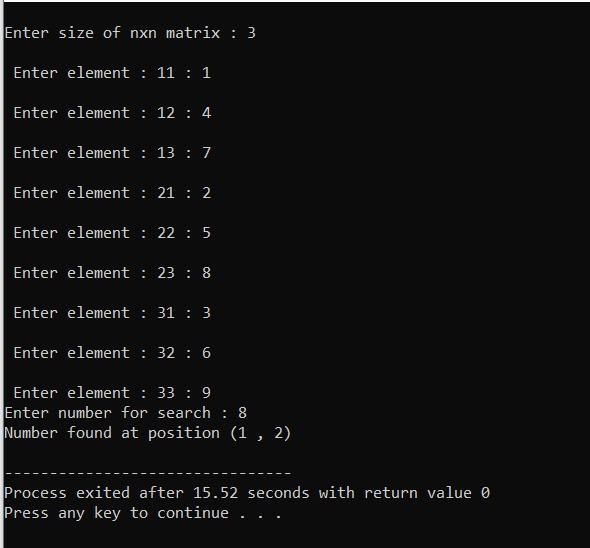 Enter size of nxn matrix : 3
Enter element : 11 : 1
Enter element : 12 : 4
Enter element : 13 : 7
Enter element : 21 : 2
Enter element : 22 : 5
Enter element : 23 : 8
Enter element : 31 : 3
Enter element : 32 : 6
Enter element : 33 : 9
Enter number for search : 8
Number found at position (1 , 2)
--------------------------------
Process exited after 15.52 seconds with return value 0
Press any key to continue . . .